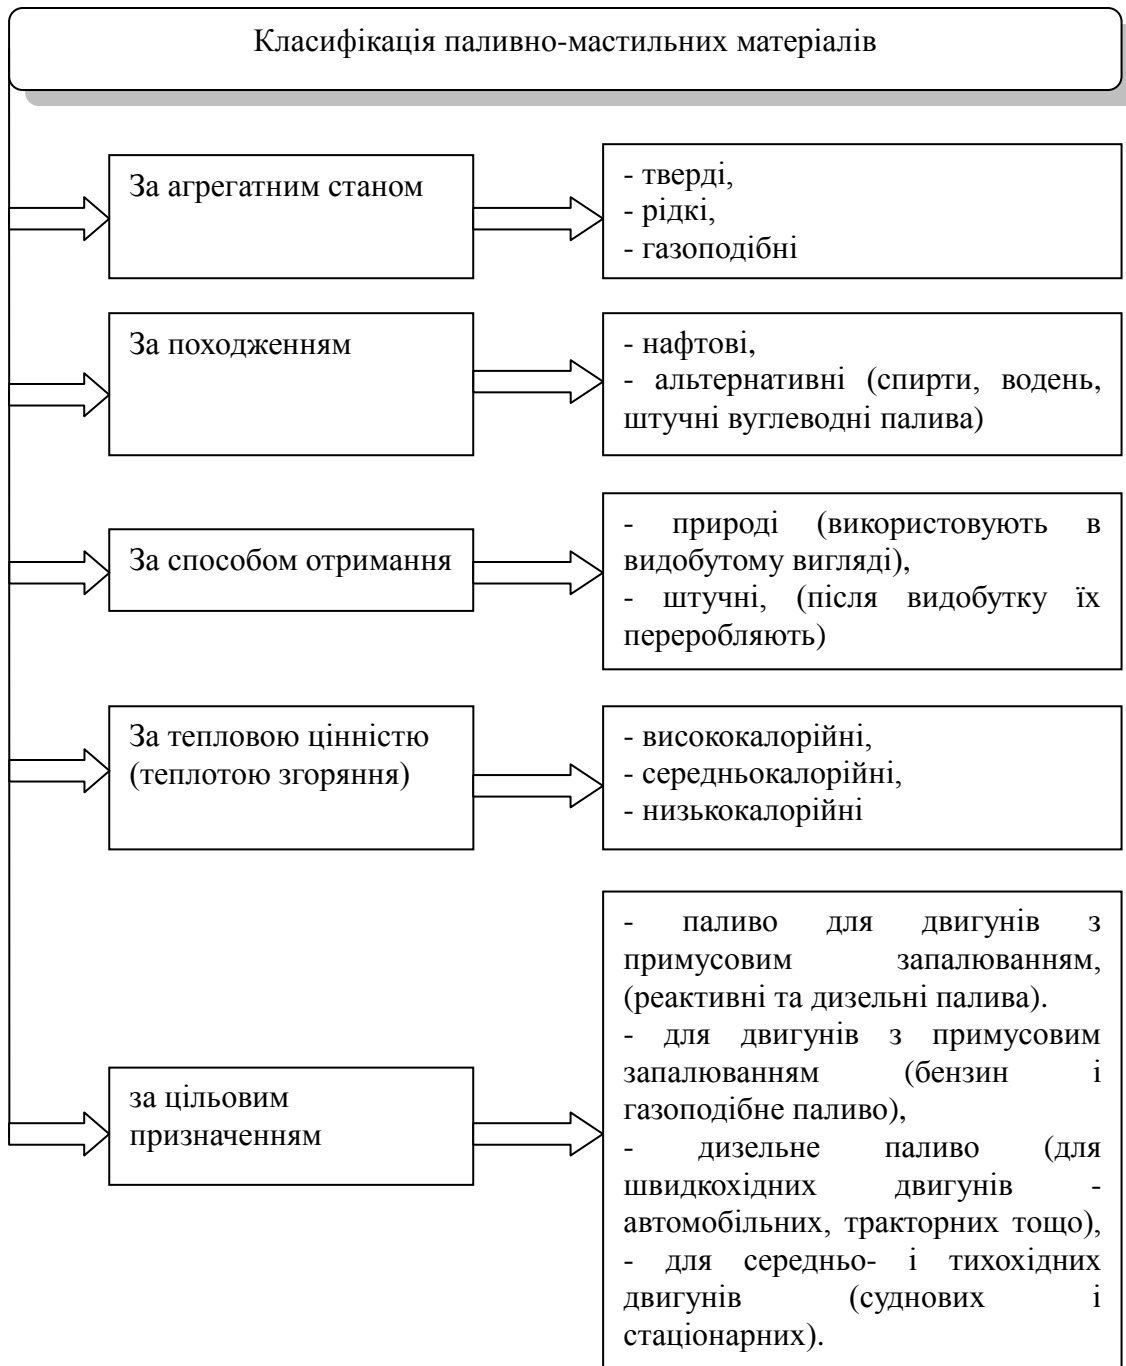 Класифікація паливно-мастильних матеріалів
За агрегатним станом
- тверді,
- рідкі,
- газоподібні
За походженням
- нафтові,
- альтернативні (спирти, водень,
штучні вуглеводні палива)
За способом отримання
- природі (використовують в
видобутому вигляді),
- штучні, (після видобутку їх
переробляють)
За тепловою цінністю
(теплотою згоряння)
- висококалорійні,
- середньокалорійні,
- низькокалорійні
за цільовим
призначенням
- паливо для двигунів з
примусовим запалюванням,
(реактивні та дизельні палива).
- для двигунів з примусовим
запалюванням (бензин і
газоподібне паливо),
- дизельне паливо (для
швидкохідних двигунів -
автомобільних, тракторних тощо),
- для середньо- і тихохідних
двигунів (суднових і
стаціонарних).